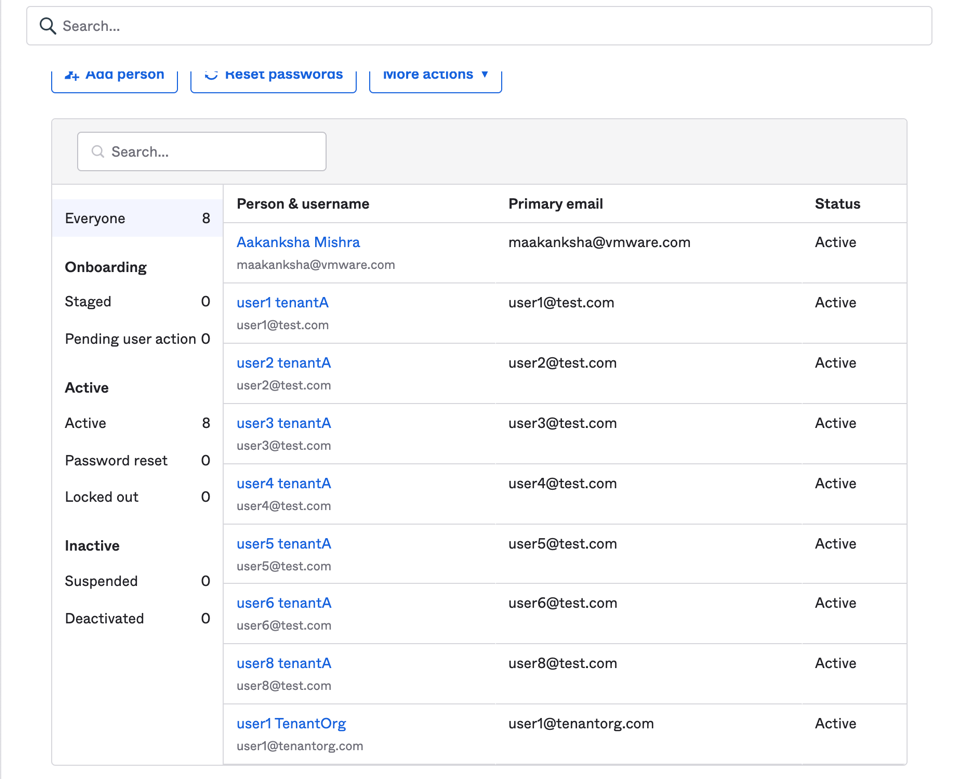 Search...
Add person
Reset passwords
More actions ▼
Search...
Everyone 8
Onboarding
Staged 0
Pending user action 0
Active
Active 8
Password reset 0
Locked out 0
Inactive
Suspended 0
Deactivated 0
Person & username Primary email Status
Aakanksha Mishra maakanksha@vmware.com Active
maakanksha@vmware.com
user1 tenantA user1@test.com Active
user1@test.com
user2 tenantA user2@test.com Active
user2@test.com
user3 tenantA user3@test.com Active
user3@test.com
user4 tenantA user4@test.com Active
user4@test.com
user5 tenantA user5@test.com Active
user5@test.com
user6 tenantA user6@test.com Active
user6@test.com
user8 tenantA user8@test.com Active
user8@test.com
user1 TenantOrg user1@tenantorg.com Active
user1@tenantorg.com